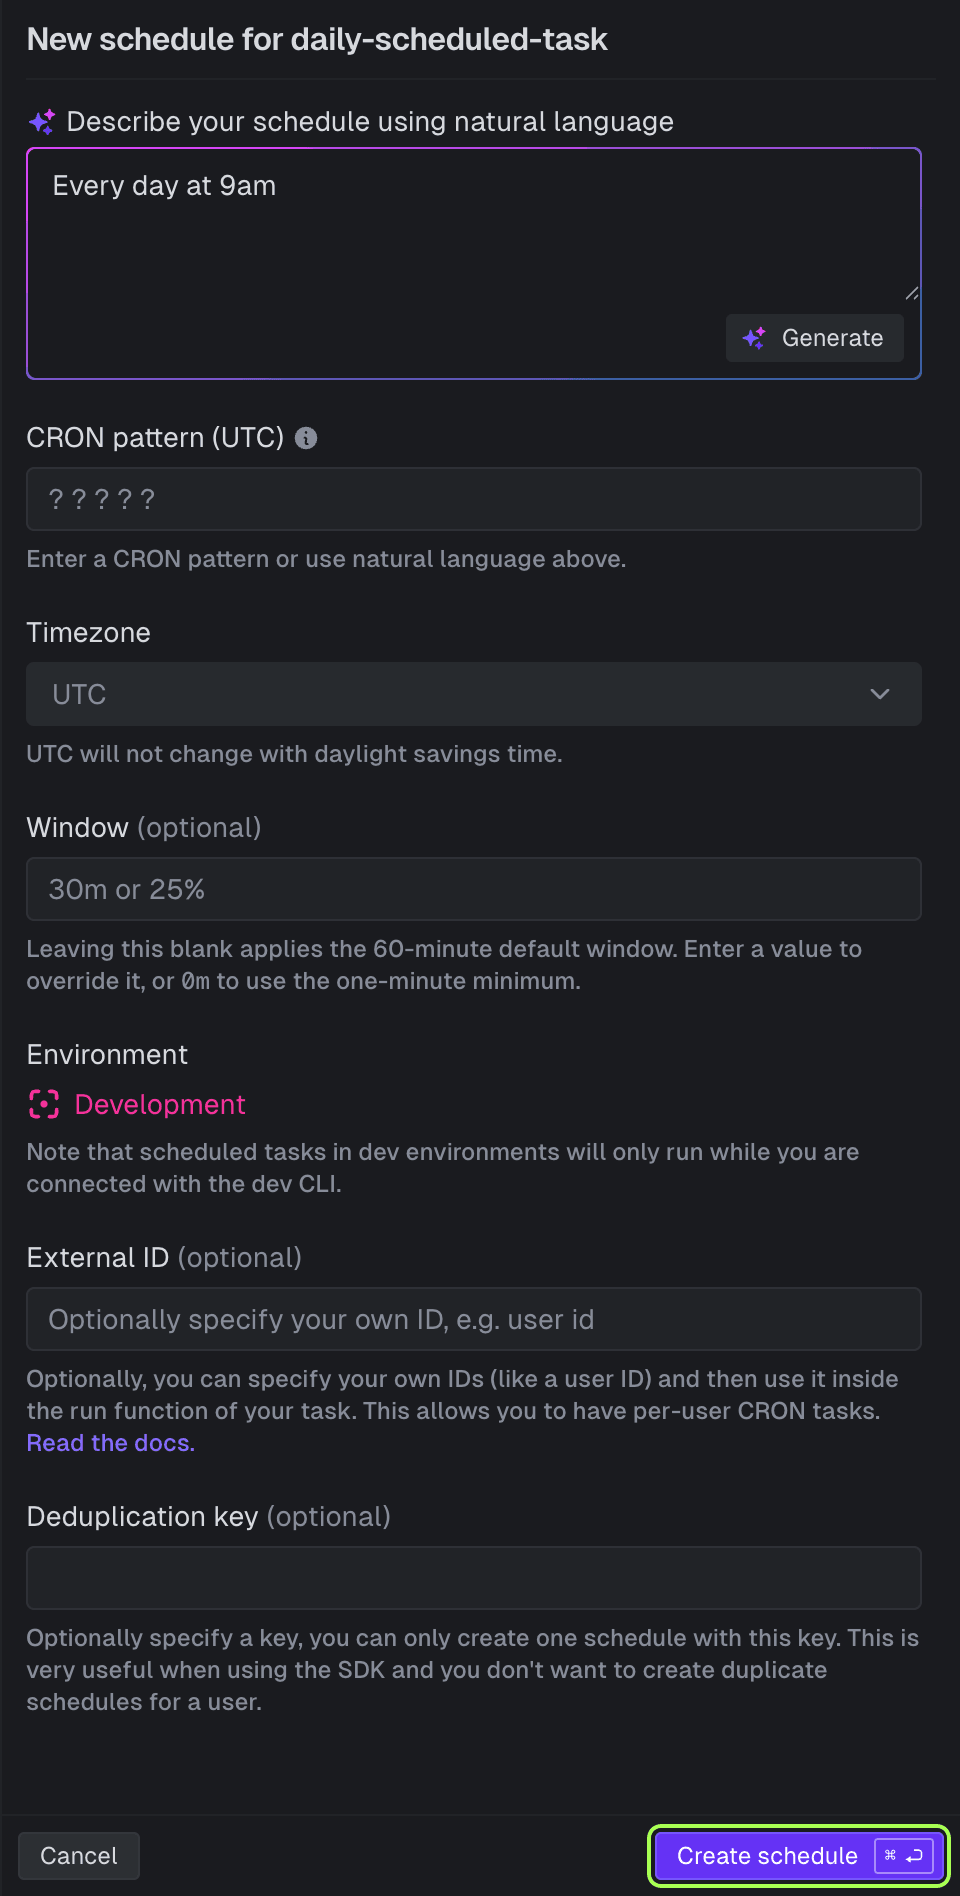 New schedule for daily-scheduled-task
Describe your schedule using natural language
Every day at 9am
Generate
CRON pattern (UTC)
? ? ? ? ?
Enter a CRON pattern or use natural language above.
Timezone
UTC
UTC will not change with daylight savings time.
Window (optional)
30m or 25%
Leaving this blank applies the 60-minute default window. Enter a value to
override it, or 0m to use the one-minute minimum.
Environment
Development
Note that scheduled tasks in dev environments will only run while you are
connected with the dev CLI.
External ID (optional)
Optionally specify your own ID, e.g. user id
Optionally, you can specify your own IDs (like a user ID) and then use it inside
the run function of your task. This allows you to have per-user CRON tasks.
Read the docs.
Deduplication key (optional)
Optionally specify a key, you can only create one schedule with this key. This is
very useful when using the SDK and you don't want to create duplicate
schedules for a user.
Cancel
Create schedule ⌘ ↵